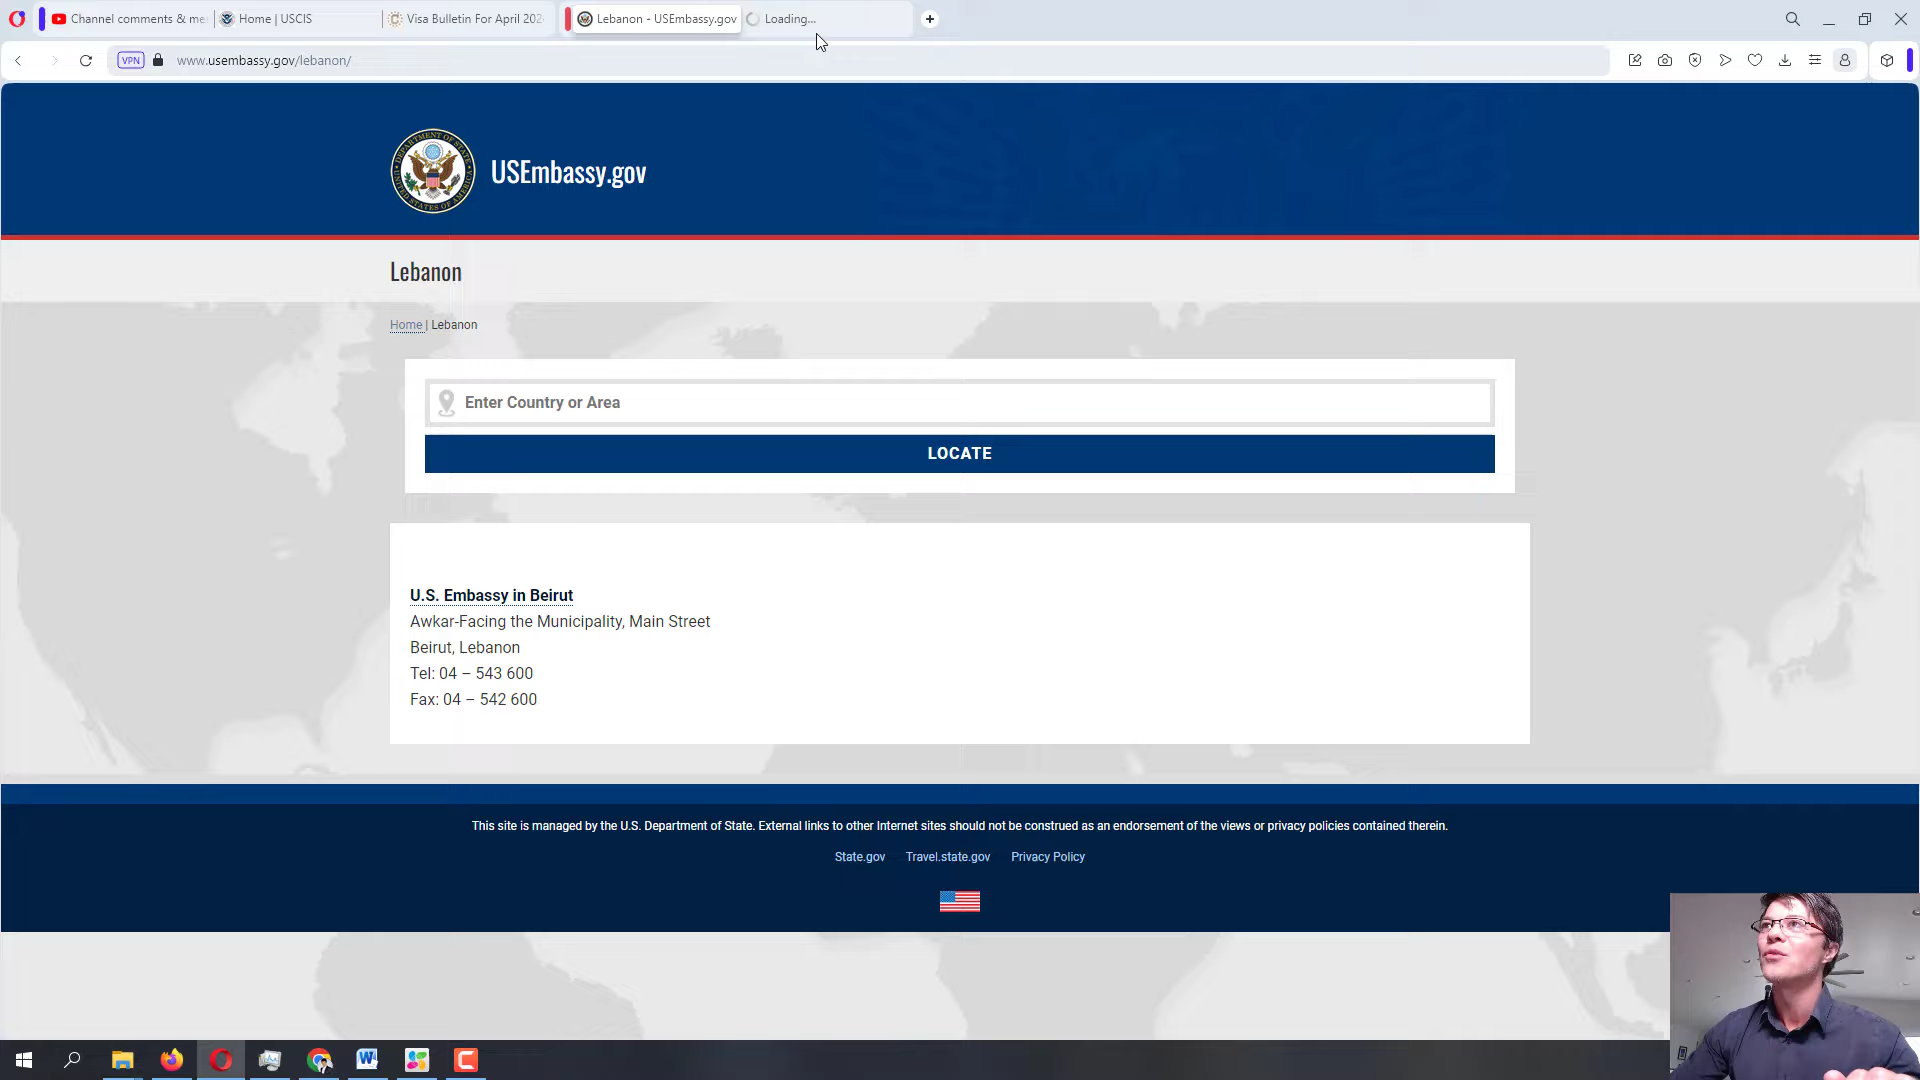 Channel comments & me
Home | USCIS
Visa Bulletin For April 202
Lebanon - USEmbassy.gov
Loading...
VPN
www.usembassy.gov/lebanon/
USEmbassy.gov
Lebanon
Home | Lebanon
Enter Country or Area
LOCATE
U.S. Embassy in Beirut
Awkar-Facing the Municipality, Main Street
Beirut, Lebanon
Tel: 04 – 543 600
Fax: 04 – 542 600
This site is managed by the U.S. Department of State. External links to other Internet sites should not be construed as an endorsement of the views or privacy policies contained therein.
State.gov Travel.state.gov Privacy Policy